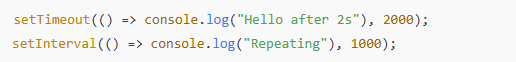 setTimeout(() => console.log("Hello after 2s"), 2000);
setInterval(() => console.log("Repeating"), 1000);